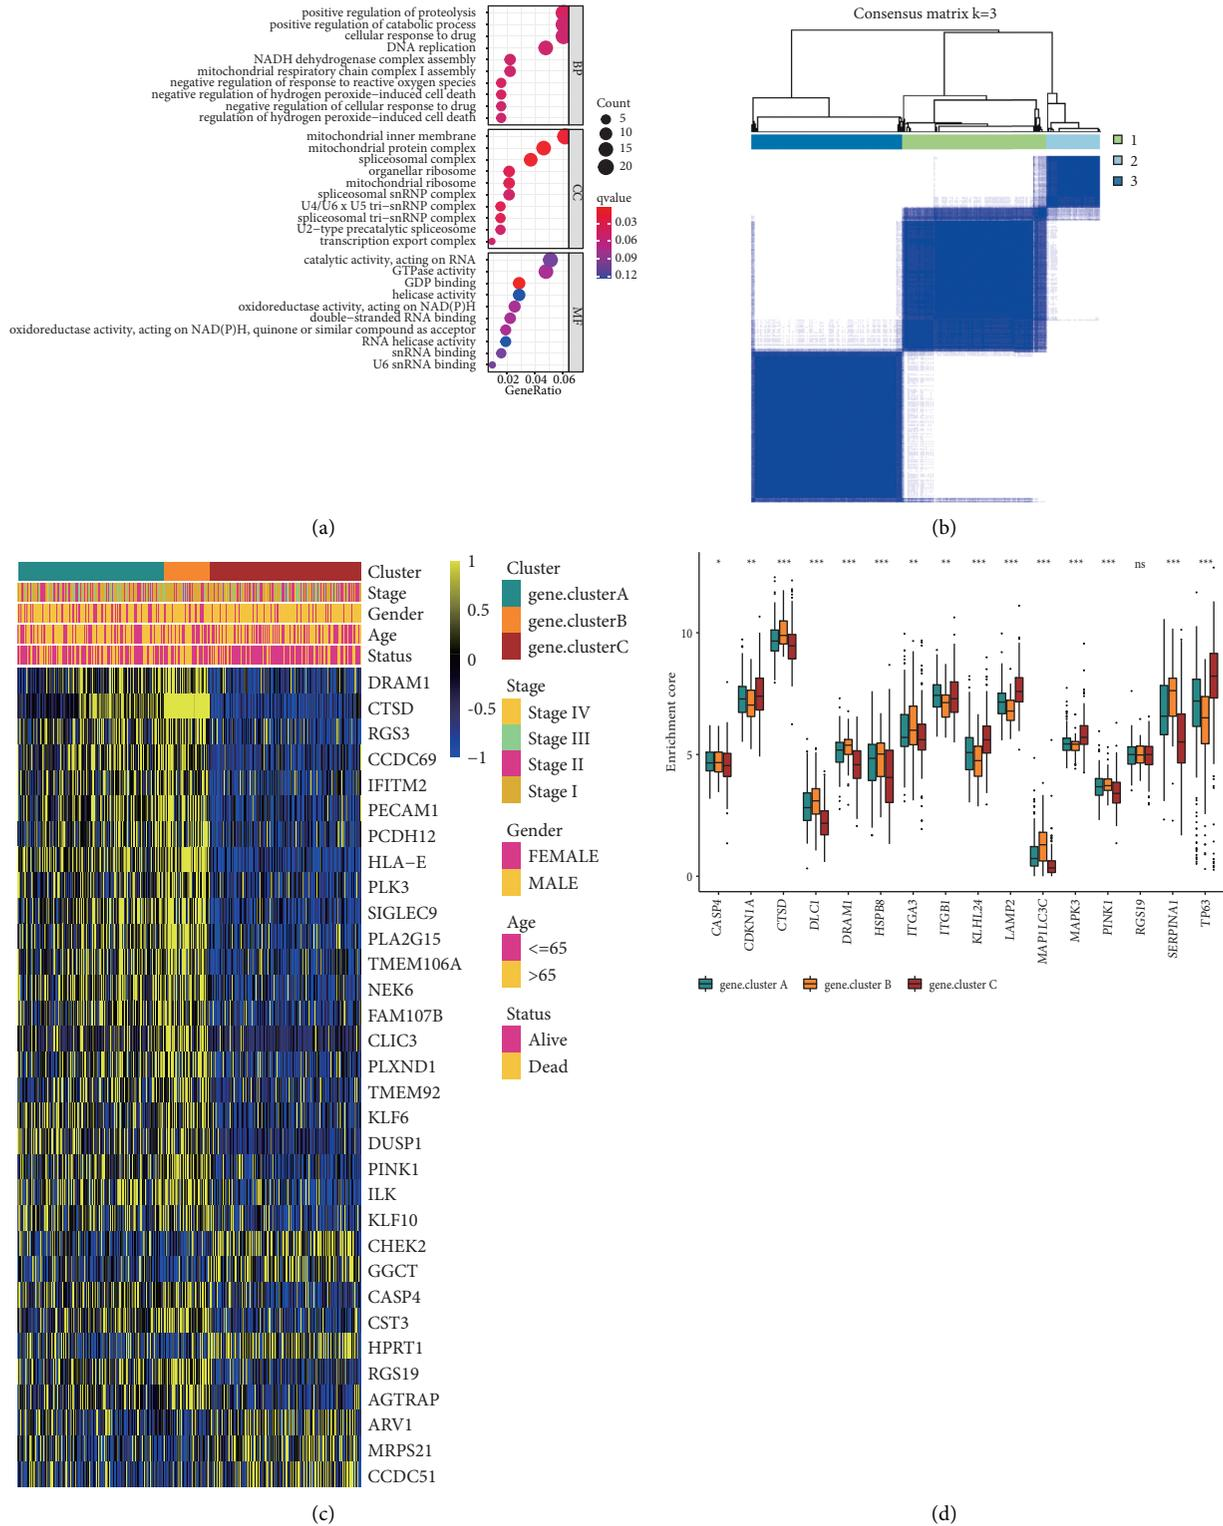 positive regulation of proteolysis
positive regulation of catabolic process
cellular response to drug
DNA replication
NADH dehydrogenase complex assembly
mitochondrial respiratory chain complex I assembly
negative regulation of response to reactive oxygen species
negative regulation of hydrogen peroxide−induced cell death
negative regulation of cellular response to drug
regulation of hydrogen peroxide−induced cell death
BP
mitochondrial inner membrane
mitochondrial protein complex
spliceosomal complex
organellar ribosome
mitochondrial ribosome
spliceosomal snRNP complex
U4/U6 x U5 tri−snRNP complex
spliceosomal tri−snRNP complex
U2−type precatalytic spliceosome
transcription export complex
CC
catalytic activity, acting on RNA
GTPase activity
GDP binding
helicase activity
oxidoreductase activity, acting on NAD(P)H
double−stranded RNA binding
oxidoreductase activity, acting on NAD(P)H, quinone or similar compound as acceptor
RNA helicase activity
snRNA binding
U6 snRNA binding
MF
0.02 0.04 0.06
GeneRatio
Count
5
10
15
20
qvalue
0.03
0.06
0.09
0.12
(a)
Consensus matrix k=3
1
2
3
(b)
Cluster
Stage
Gender
Age
Status
DRAM1
CTSD
RGS3
CCDC69
IFITM2
PECAM1
PCDH12
HLA−E
PLK3
SIGLEC9
PLA2G15
TMEM106A
NEK6
FAM107B
CLIC3
PLXND1
TMEM92
KLF6
DUSP1
PINK1
ILK
KLF10
CHEK2
GGCT
CASP4
CST3
HPRT1
RGS19
AGTRAP
ARV1
MRPS21
CCDC51
1
0.5
0
-0.5
−1
Cluster
gene.clusterA
gene.clusterB
gene.clusterC
Stage
Stage IV
Stage III
Stage II
Stage I
Gender
FEMALE
MALE
Age
<=65
>65
Status
Alive
Dead
(c)
* ** *** *** *** *** ** ** *** *** *** *** *** ns *** ***
Enrichment core
10
5
0
CASP4
CDKN1A
CTSD
DLC1
DRAM1
HSPB8
ITGA3
ITGB1
KLHL24
LAMP2
MAP1LC3C
MAPK3
PINK1
RGS19
SERPINA1
TP63
gene.cluster A
gene.cluster B
gene.cluster C
(d)